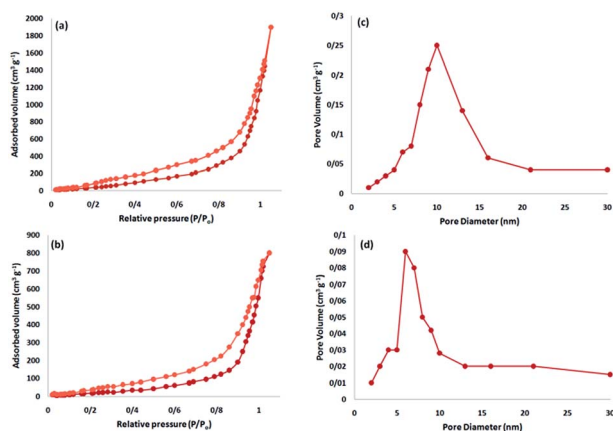 (a)
2000
1800
1600
1400
1200
1000
800
600
400
200
0
0 0/2 0/4 0/6 0/8 1
Adsorbed volume (cm³ g⁻¹)
Relative pressure (P/Pₒ)
(c)
0/3
0/25
0/2
0/15
0/1
0/05
0
0 5 10 15 20 25 30
Pore Volume (cm³ g⁻¹)
Pore Diameter (nm)
(b)
900
800
700
600
500
400
300
200
100
0
0 0/2 0/4 0/6 0/8 1
Adsorbed volume (cm³ g⁻¹)
Relative pressure (P/Pₒ)
(d)
0/1
0/09
0/08
0/07
0/06
0/05
0/04
0/03
0/02
0/01
0
0 5 10 15 20 25 30
Pore Volume (cm³ g⁻¹)
Pore Diameter (nm)